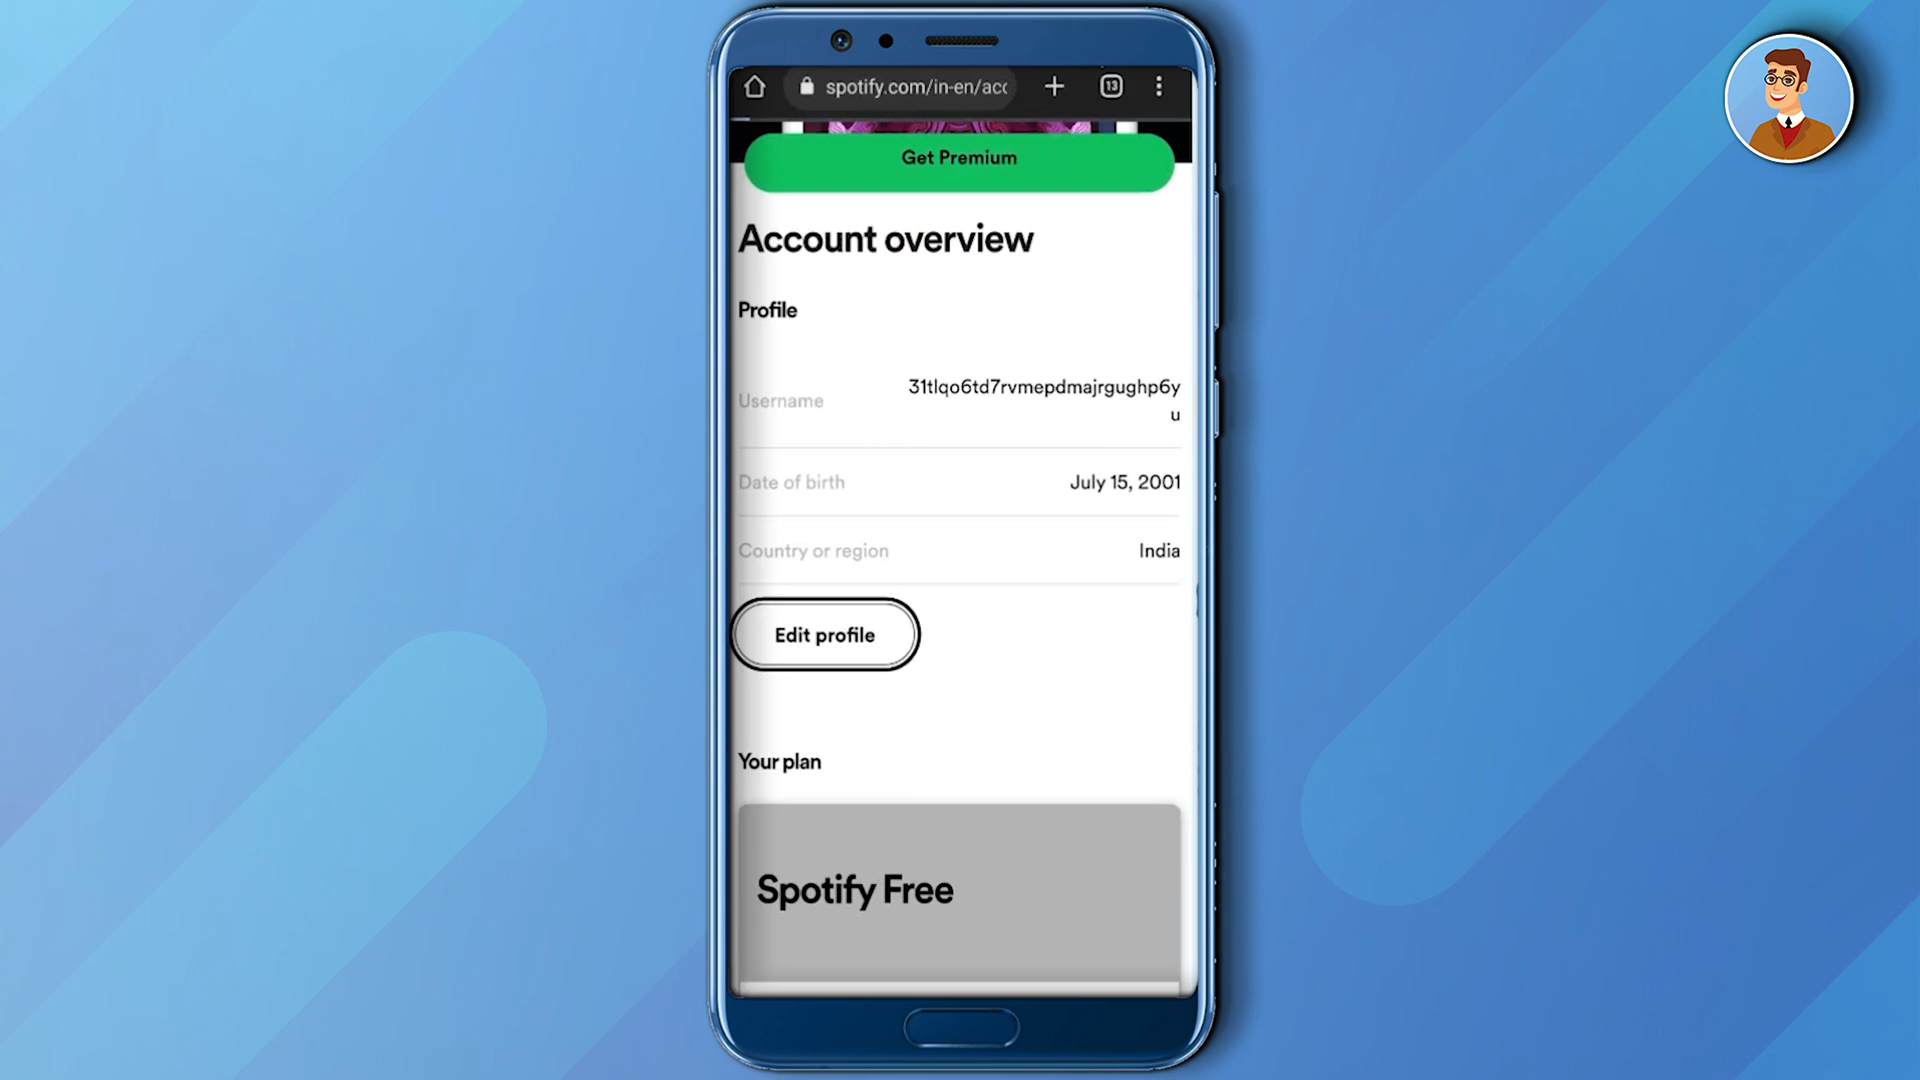 spotify.com/in-en/acc
13
Get Premium
Account overview
Profile
Username
31tlqo6td7rvmepdmajrgughp6y
u
Date of birth July 15, 2001
Country or region India
Edit profile
Your plan
Spotify Free